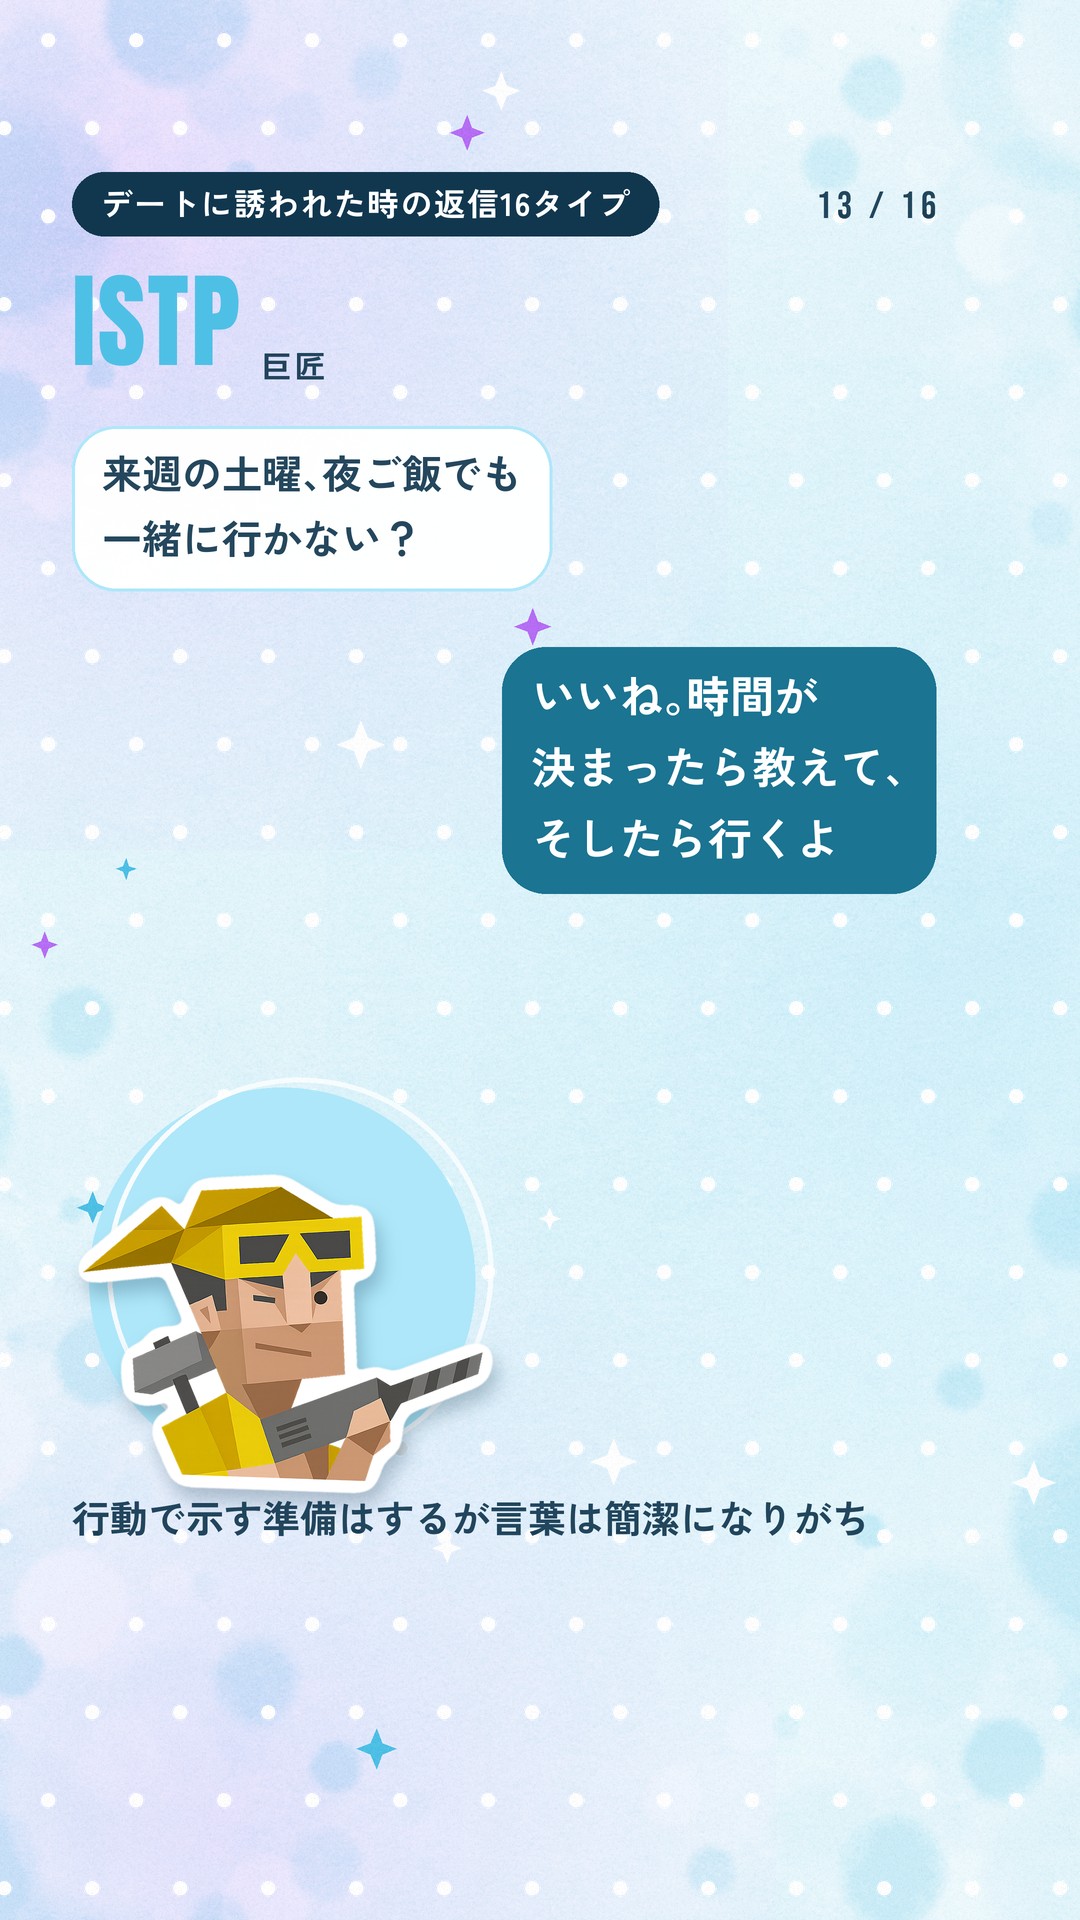 デートに誘われた時の返信16タイプ
13 / 16
ISTP
巨匠
来週の土曜、夜ご飯でも
一緒に行かない？
いいね。時間が
決まったら教えて、
そしたら行くよ
行動で示す準備はするが言葉は簡潔になりがち